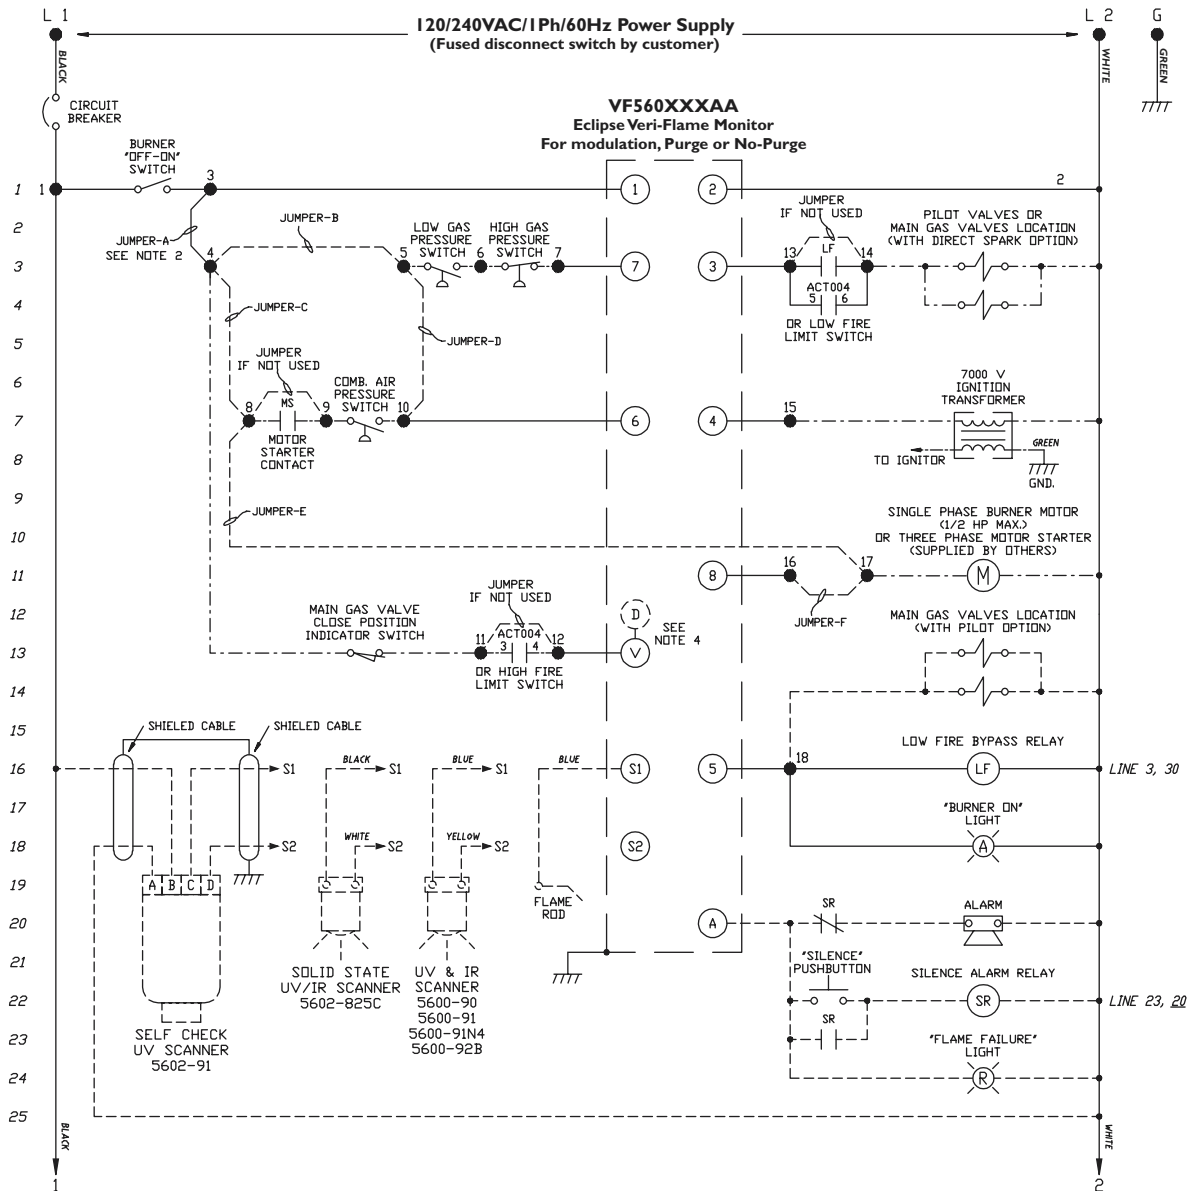 L 1
120/240VAC/1Ph/60Hz Power Supply
(Fused disconnect switch by customer)
L 2
G
BLACK
WHITE
GREEN
CIRCUIT
BREAKER
VF560XXXAA
Eclipse Veri-Flame Monitor
For modulation, Purge or No-Purge
BURNER
"OFF-ON"
SWITCH
1
1
3
1
2
2
2
JUMPER-A
SEE NOTE 2
JUMPER-B
LOW GAS
PRESSURE
SWITCH
HIGH GAS
PRESSURE
SWITCH
JUMPER
IF NOT USED
PILOT VALVES OR
MAIN GAS VALVES LOCATION
(WITH DIRECT SPARK OPTION)
3
4
5
6
7
7
3
13
LF
14
4
JUMPER-C
ACT004
5
6
OR LOW FIRE
LIMIT SWITCH
5
JUMPER-D
6
JUMPER
IF NOT USED
COMB. AIR
PRESSURE
SWITCH
7000 V
IGNITION
TRANSFORMER
7
8
MS
9
10
6
4
15
MOTOR
STARTER
CONTACT
8
TO IGNITOR
GREEN
GND.
9
JUMPER-E
10
SINGLE PHASE BURNER MOTOR
(1/2 HP MAX.)
OR THREE PHASE MOTOR STARTER
(SUPPLIED BY OTHERS)
11
8
16
17
M
12
MAIN GAS VALVE
CLOSE POSITION
INDICATOR SWITCH
JUMPER
IF NOT USED
D
SEE
NOTE 4
JUMPER-F
MAIN GAS VALVES LOCATION
(WITH PILOT OPTION)
13
11
ACT004
3
4
12
V
OR HIGH FIRE
LIMIT SWITCH
14
15
SHIELED CABLE
SHIELED CABLE
LOW FIRE BYPASS RELAY
16
S1
BLACK
S1
BLUE
S1
BLUE
S1
5
18
LF
LINE 3, 30
17
"BURNER ON"
LIGHT
18
S2
WHITE
S2
YELLOW
S2
S2
A
19
A
B
C
D
FLAME
ROD
20
A
SR
ALARM
21
SOLID STATE
UV/IR SCANNER
5602-825C
UV & IR
SCANNER
5600-90
5600-91
5600-91N4
5600-92B
"SILENCE"
PUSHBUTTON
SILENCE ALARM RELAY
22
SR
LINE 23, 20
23
SELF CHECK
UV SCANNER
5602-91
SR
"FLAME FAILURE"
LIGHT
24
R
25
BLACK
WHITE
1
2